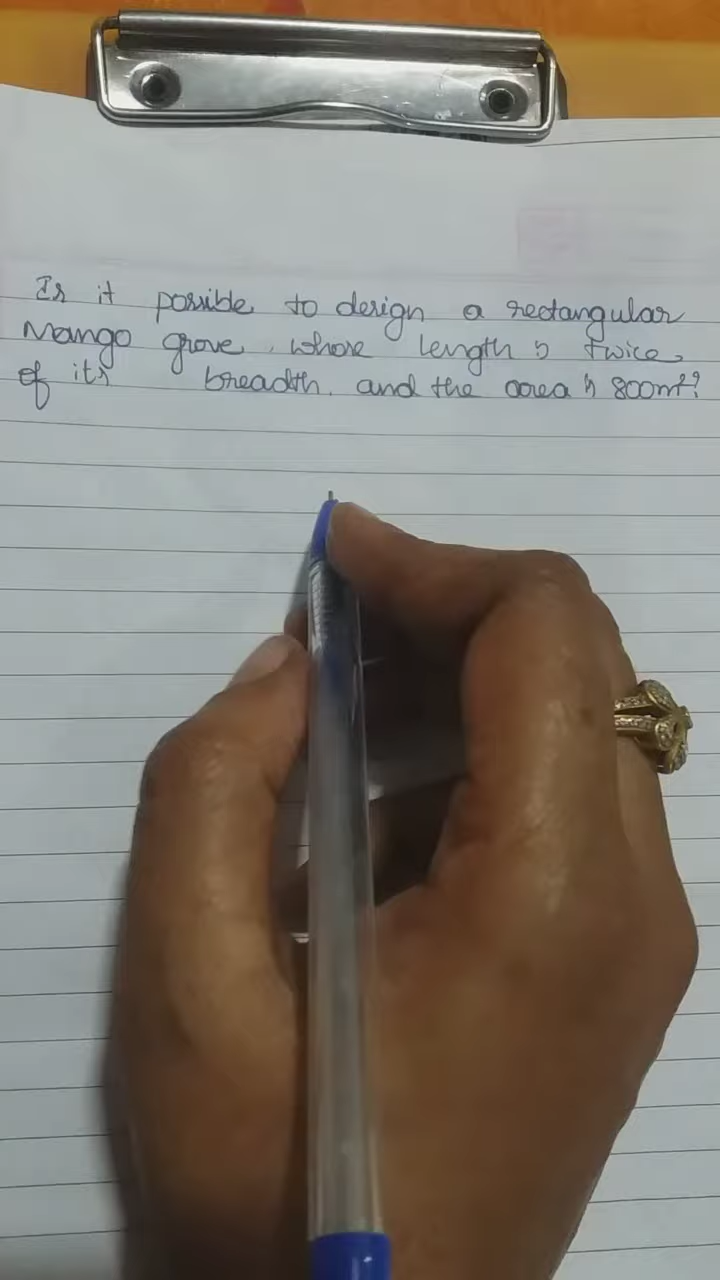 Is it possible to design a rectangular
Mango grove, whose length is twice,
of its breadth. and the area is 800m²?